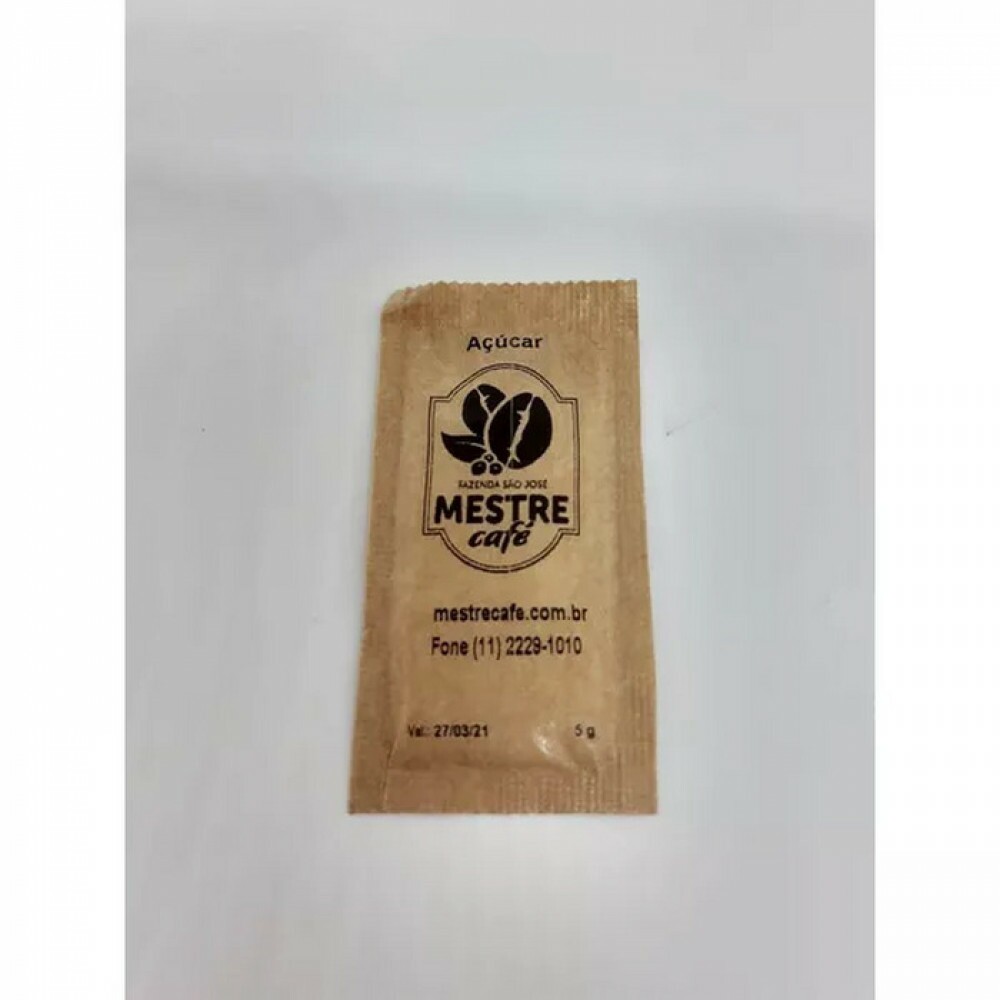 Açúcar
FAZENDA SÃO JOSÉ
MESTRE
café
mestrecafe.com.br
Fone (11) 2229-1010
Val.: 27/03/21 5 g